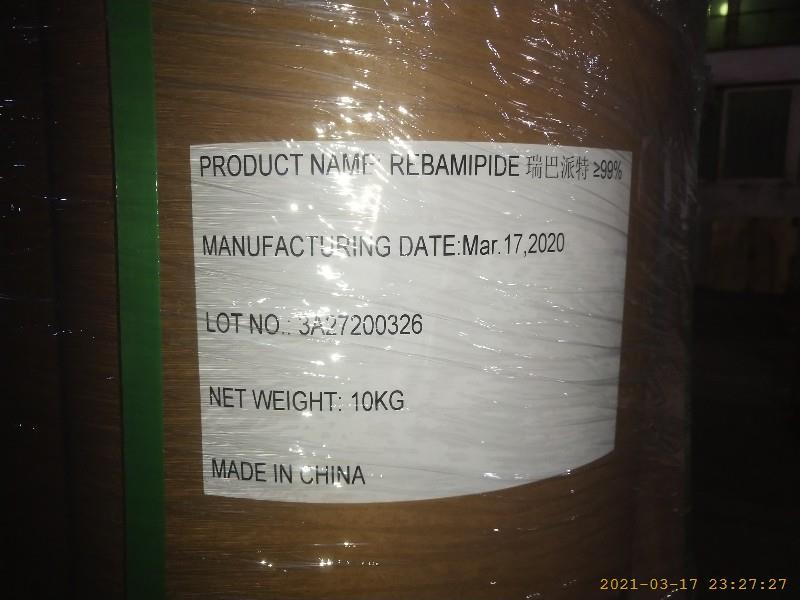 PRODUCT NAME: REBAMIPIDE 瑞巴派特 ≥99%
MANUFACTURING DATE:Mar.17,2020
LOT NO.: 3A27200326
NET WEIGHT: 10KG
MADE IN CHINA
2021-03-17 23:27:27